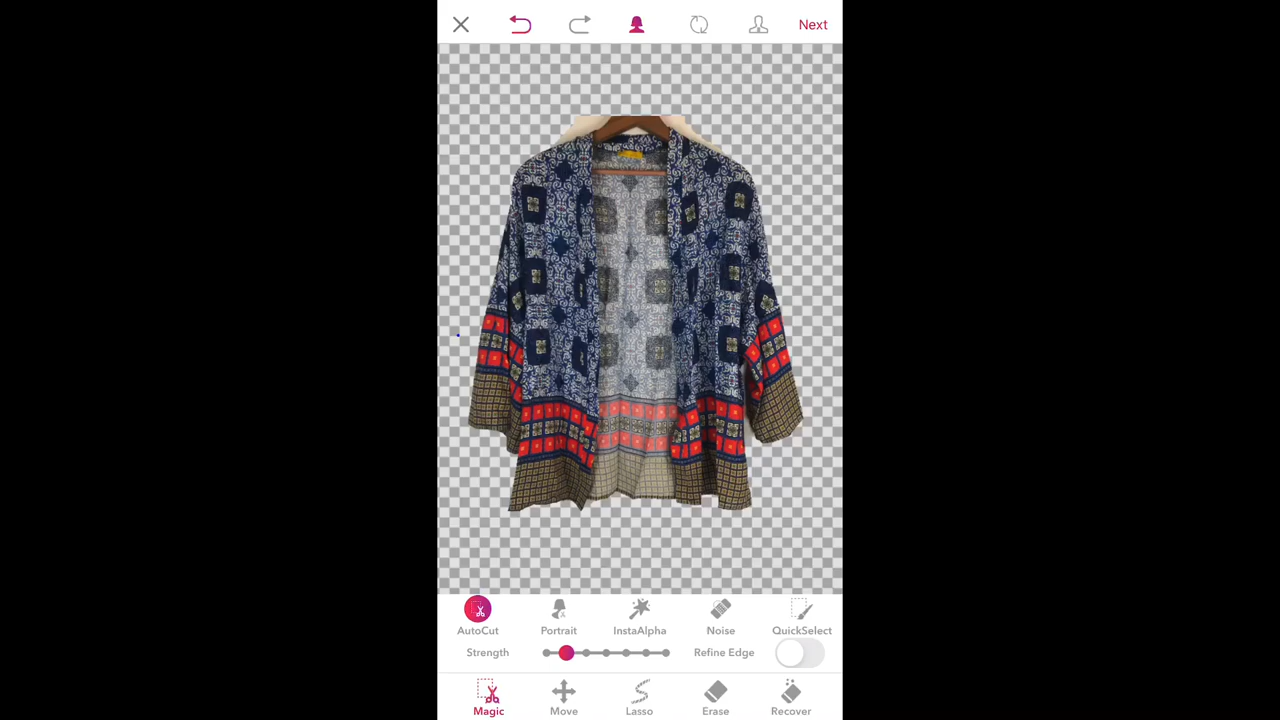 Next
AutoCut Portrait InstaAlpha Noise QuickSelect
Strength Refine Edge
Magic Move Lasso Erase Recover